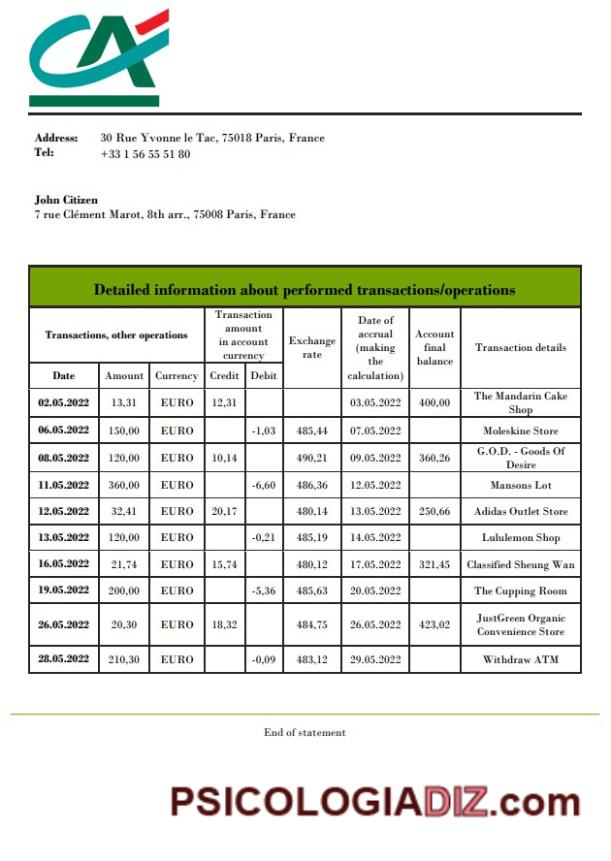 CA
Address: 30 Rue Yvonne le Tac, 75018 Paris, France
Tel: +33 1 56 55 51 80
John Citizen
7 rue Clément Marot, 8th arr., 75008 Paris, France
Detailed information about performed transactions/operations
Transactions, other operations
Transaction
amount
in account
currency
Exchange
rate
Date of
accrual
(making
the
calculation)
Account
final
balance
Transaction details
Date Amount Currency Credit Debit
02.05.2022 13,31 EURO 12,31 03.05.2022 400,00 The Mandarin Cake
Shop
06.05.2022 150,00 EURO -1,03 485,44 07.05.2022 Moleskine Store
08.05.2022 120,00 EURO 10,14 490,21 09.05.2022 360,26 G.O.D. - Goods Of
Desire
11.05.2022 360,00 EURO -6,60 486,36 12.05.2022 Mansons Lot
12.05.2022 32,41 EURO 20,17 480,14 13.05.2022 250,66 Adidas Outlet Store
13.05.2022 120,00 EURO -0,21 485,19 14.05.2022 Lululemon Shop
16.05.2022 21,74 EURO 15,74 480,12 17.05.2022 321,45 Classified Sheung Wan
19.05.2022 200,00 EURO -5,36 485,63 20.05.2022 The Cupping Room
26.05.2022 20,30 EURO 18,32 484,75 26.05.2022 423,02 JustGreen Organic
Convenience Store
28.05.2022 210,30 EURO -0,09 483,12 29.05.2022 Withdraw ATM
End of statement
PSICOLOGIADIZ.com